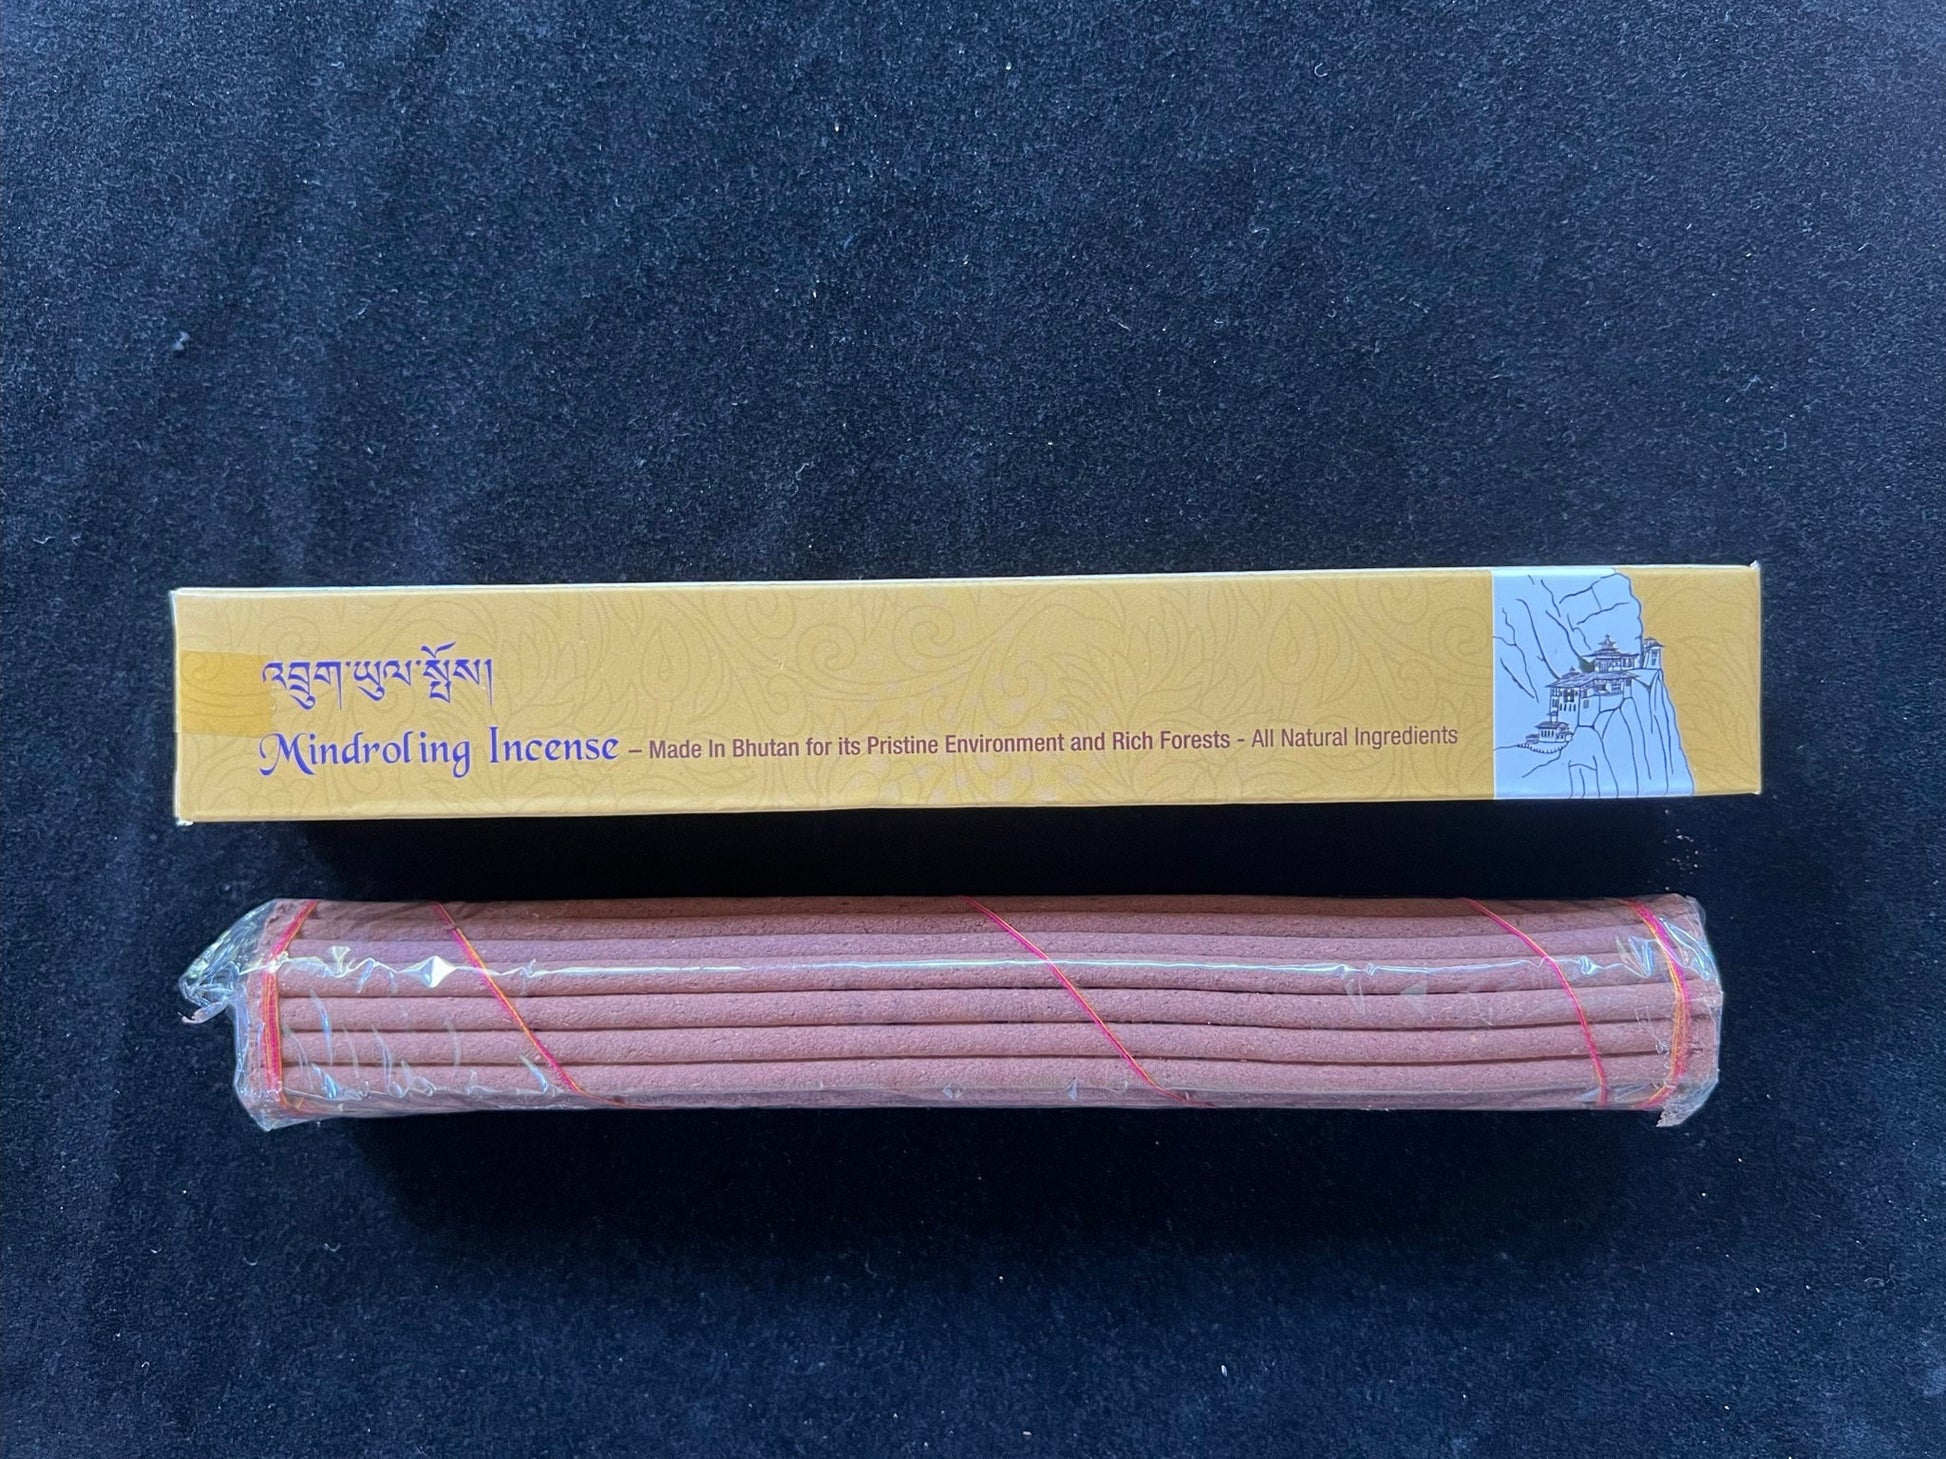 འབྲུག་ཡུལ་སྤོས།
Mindroling Incense – Made In Bhutan for its Pristine Environment and Rich Forests - All Natural Ingredients